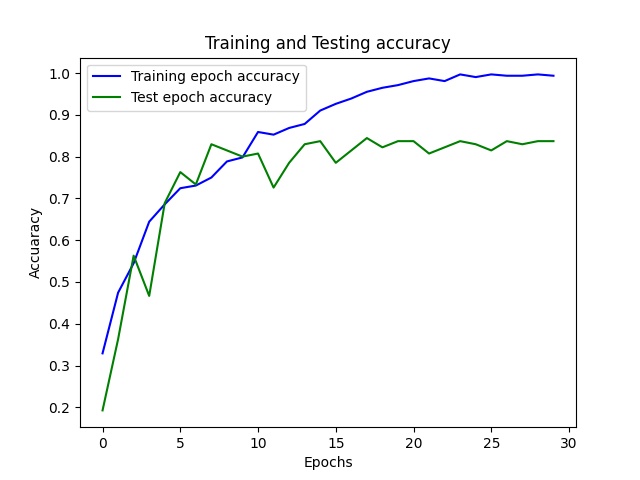 Training and Testing accuracy
Training epoch accuracy
Test epoch accuracy
1.0
0.9
0.8
0.7
0.6
0.5
0.4
0.3
0.2
Accuaracy
0 5 10 15 20 25 30
Epochs